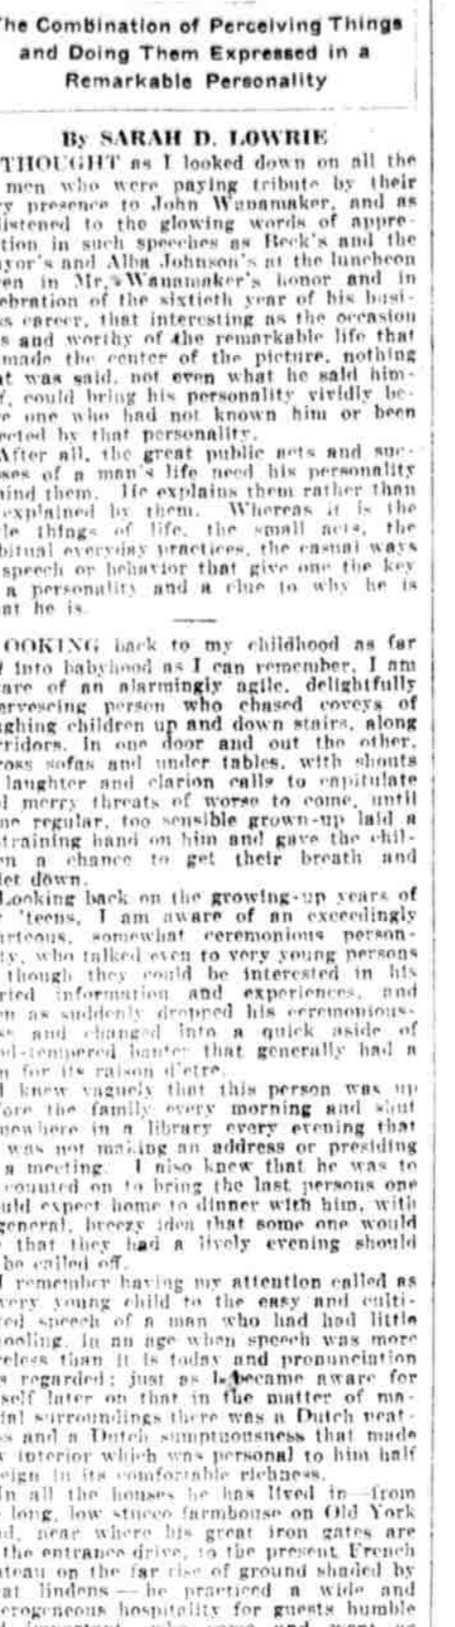 The Combination of Perceiving Things
and Doing Them Expressed in a
Remarkable Personality
By SARAH D. LOWRIE
THOUGHT as I looked down on all the
men who were paying tribute by their
y presence to John Wanamaker, and as
listened to the glowing words of appre-
tion in such speeches as Beck's and the
yor's and Alba Johnson's at the luncheon
en in Mr. Wanamaker's honor and in
ebration of the sixtieth year of his busi-
s career, that interesting as the occasion
s and worthy of the remarkable life that
made the center of the picture, nothing
t was said, not even what he said him-
f, could bring his personality vividly be-
e one who had not known him or been
ected by that personality.
After all, the great public acts and suc-
ses of a man's life need his personality
hind them. He explains them rather than
explained by them. Whereas it is the
le things of life, the small acts, the
bitual everyday practices, the casual ways
speech or behavior that give one the key
a personality and a clue to why he is
at he is.
OOKING back to my childhood as far
d into babyhood as I can remember, I am
are of an alarmingly agile, delightfully
ervescing person who chased coveys of
ghing children up and down stairs, along
rridors, in one door and out the other,
ross sofas and under tables, with shouts
laughter and clarion calls to capitulate
d merry threats of worse to come, until
ne regular, too sensible grown-up laid a
training hand on him and gave the chil-
en a chance to get their breath and
iet down.
Looking back on the growing-up years of
'teens, I am aware of an exceedingly
urteous, somewhat ceremonious person-
ty, who talked even to very young persons
though they could be interested in his
ried information and experiences, and
en as suddenly dropped his ceremonious-
ss and changed into a quick aside of
od-tempered banter that generally had a
n for its raison d'etre.
I knew vaguely that this person was up
fore the family every morning and shut
mewhere in a library every evening that
was not making an address or presiding
a meeting. I also knew that he was to
counted on to bring the last persons one
uld expect home to dinner with him, with
general, breezy idea that some one would
that they had a lively evening should
be called off.
I remember having my attention called as
very young child to the easy and culti-
ed speech of a man who had had little
ooling, in an age when speech was more
reless than it is today and pronunciation
s regarded; just as I became aware for
self later on that in the matter of ma-
ial surroundings there was a Dutch neat-
ss and a Dutch sumptuousness that made
interior which was personal to him half
eign in its comfortable richness.
In all the houses he has lived in—from
long, low stucco farmhouse on Old York
d, near where his great iron gates are
the entrance drive, to the present French
ateau on the far rise of ground shaded by
at lindens—he practiced a wide and
erogeneous hospitality for guests humble